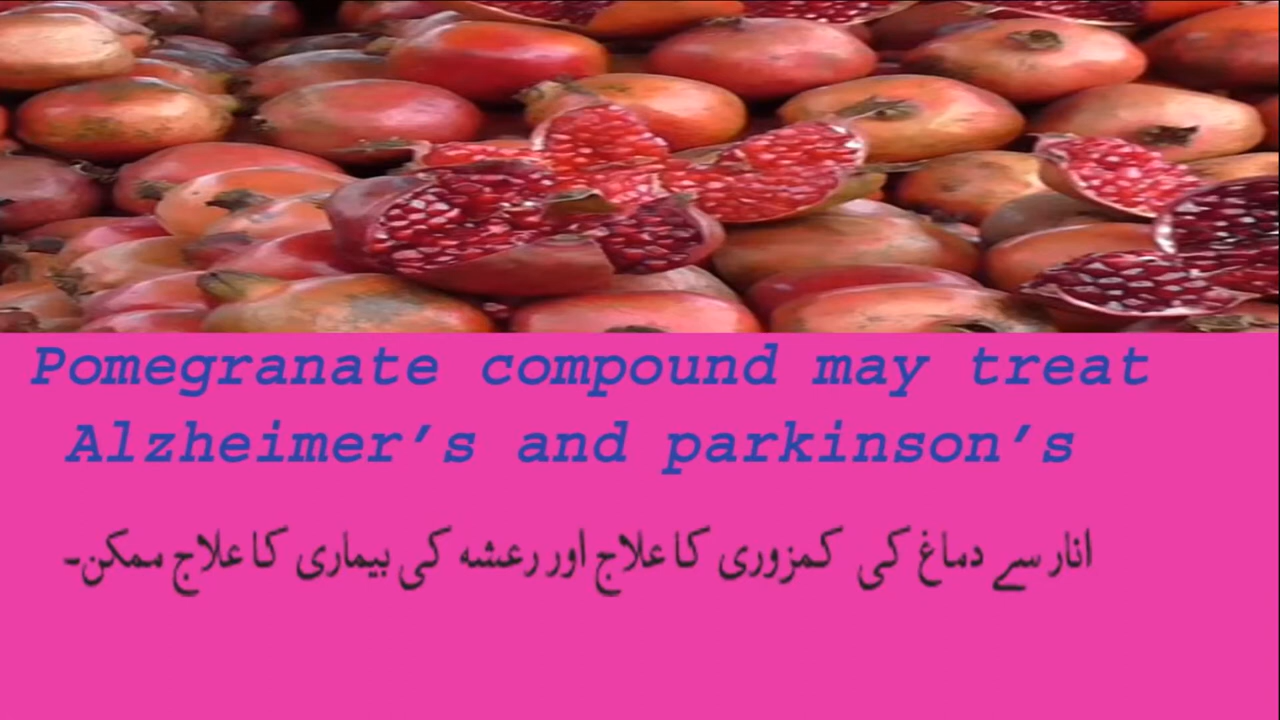 Pomegranate compound may treat
Alzheimer’s and parkinson’s
انار سے دماغ کی کمزوری کا علاج اور رعشہ کی بیماری کا علاج ممکن۔